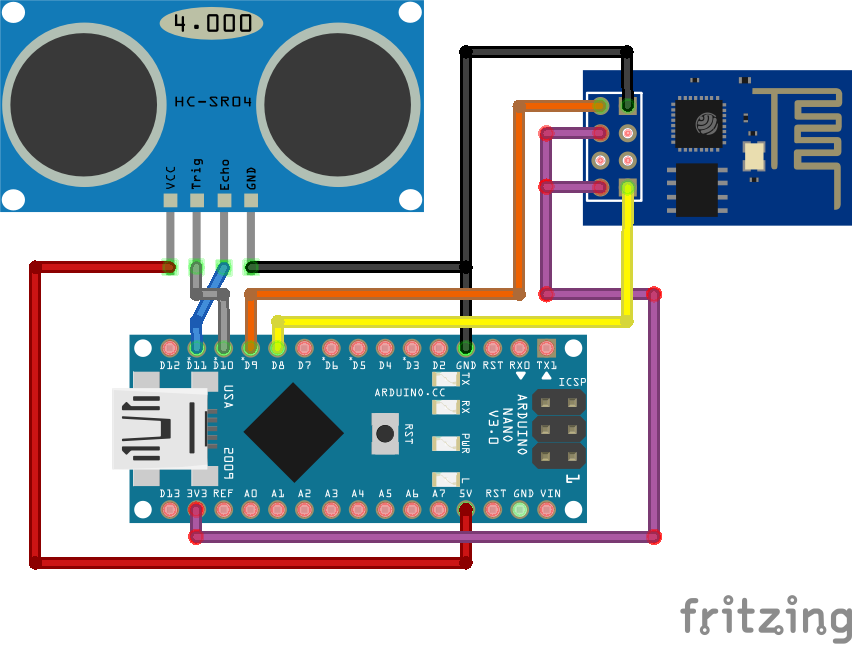 4.000
HC-SR04
VCC
Trig
Echo
GND
D12 D11 D10 D9 D8 D7 D6 D5 D4 D3 D2 GND RST RX0 TX1
TX
RX
PWR
L
ARDUINO.CC
ICSP
USA
2009
RST
ARDUINO
NANO
V3.0
1
D13 3V3 REF A0 A1 A2 A3 A4 A5 A6 A7 5V RST GND VIN
fritzing